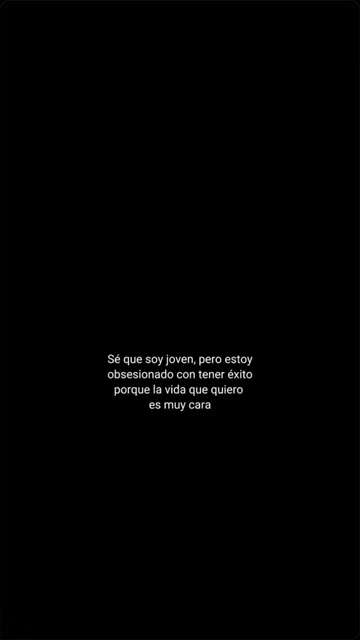 Sé que soy joven, pero estoy
obsesionado con tener éxito
porque la vida que quiero
es muy cara